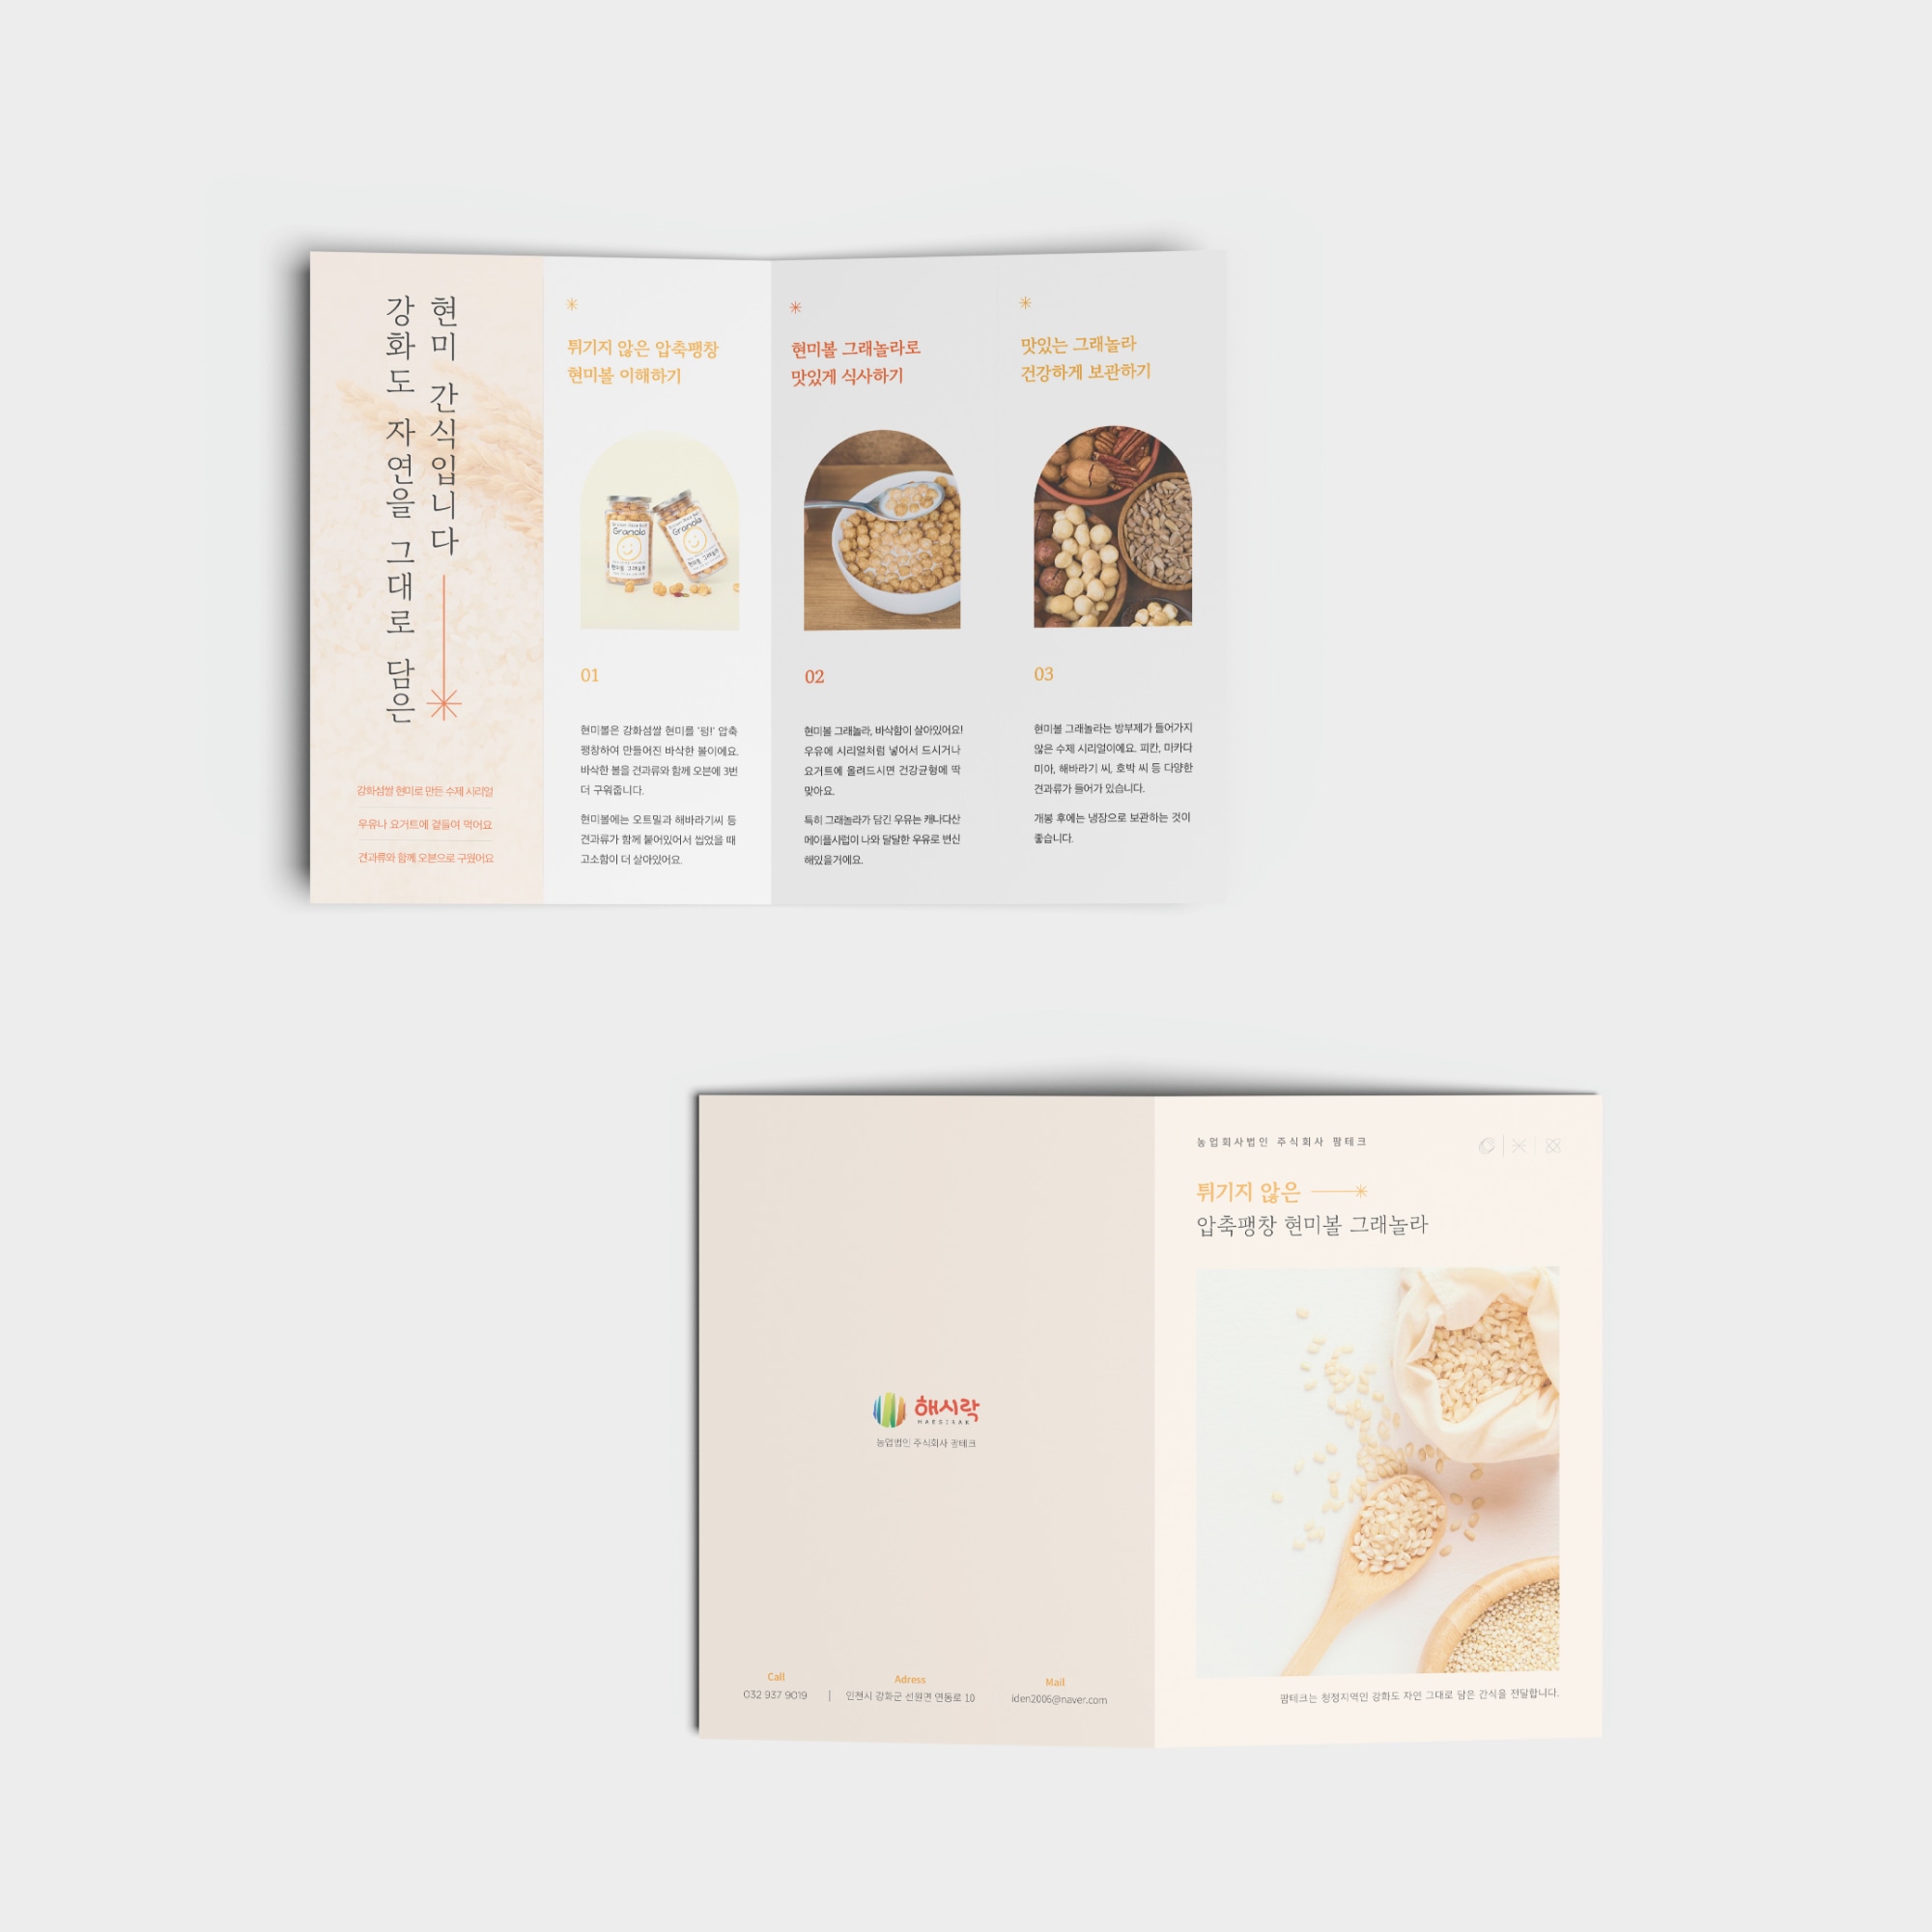 강화도 자연을 그대로 담은
현미 간식입니다
강화섬쌀 현미로 만든 수제 시리얼
우유나 요거트에 곁들여 먹어요
견과류와 함께 오븐으로 구웠어요
튀기지 않은 압축팽창
현미볼 이해하기
Granola
현미볼 그래놀라
Granola
현미볼 그래놀라
01
현미볼은 강화섬쌀 현미를 '펑!' 압축
팽창하여 만들어진 바삭한 볼이에요.
바삭한 볼을 견과류와 함께 오븐에 3번
더 구워줍니다.
현미볼에는 오트밀과 해바라기씨 등
견과류가 함께 붙어있어서 씹었을 때
고소함이 더 살아있어요.
현미볼 그래놀라로
맛있게 식사하기
02
현미볼 그래놀라, 바삭함이 살아있어요!
우유에 시리얼처럼 넣어서 드시거나
요거트에 올려드시면 건강균형에 딱
맞아요.
특히 그래놀라가 담긴 우유는 캐나다산
메이플시럽이 나와 달달한 우유로 변신
해있을거에요.
맛있는 그래놀라
건강하게 보관하기
03
현미볼 그래놀라는 방부제가 들어가지
않은 수제 시리얼이에요. 피칸, 마카다
미아, 해바라기 씨, 호박 씨 등 다양한
견과류가 들어가 있습니다.
개봉 후에는 냉장으로 보관하는 것이
좋습니다.
해시락
HAESIRAK
농업법인 주식회사 팜테크
Call
032 937 9019
Adress
인천시 강화군 선원면 연동로 10
Mail
iden2006@naver.com
농업회사법인 주식회사 팜테크
튀기지 않은
압축팽창 현미볼 그래놀라
팜테크는 청정지역인 강화도 자연 그대로 담은 간식을 전달합니다.